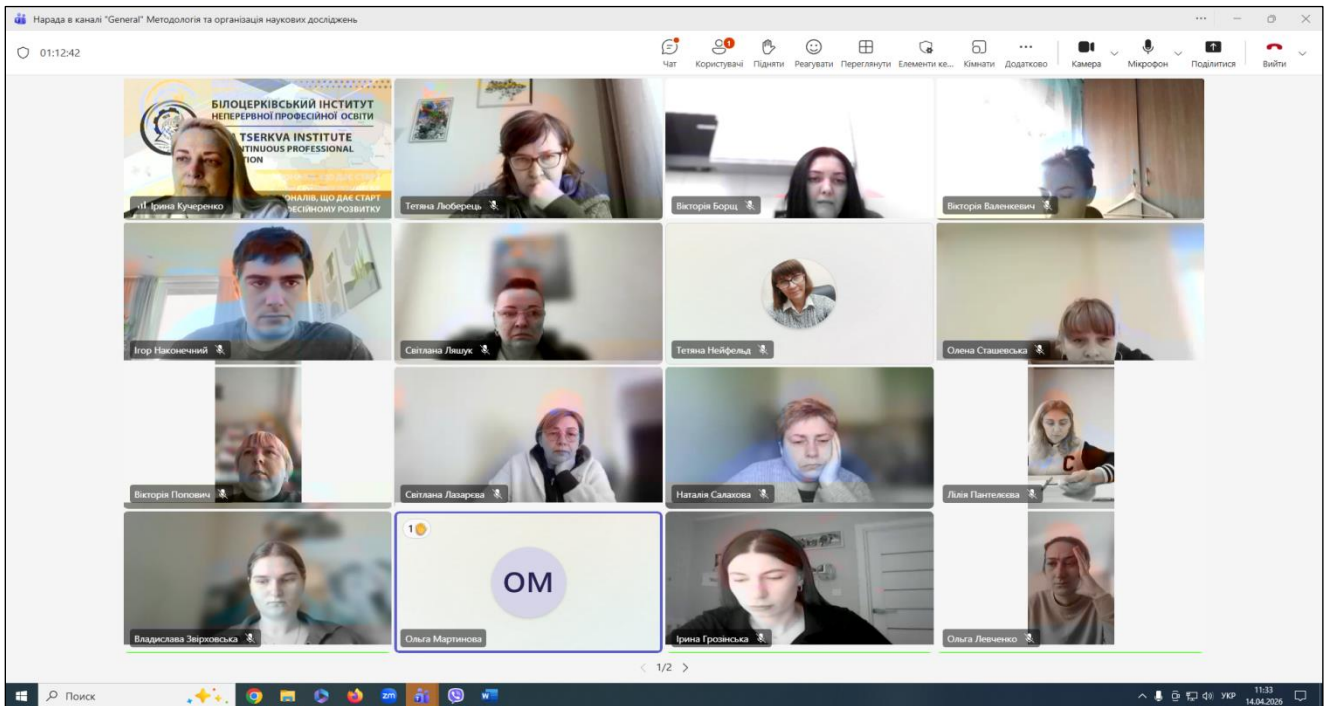 Нарада в каналі "General" Методологія та організація наукових досліджень
01:12:42
Чат
1
Користувачі
Підняти
Реагувати
Переглянути
Елементи ке...
Кімнати
Додатково
Камера
Мікрофон
Поділитися
Вийти
БІЛОЦЕРКІВСЬКИЙ ІНСТИТУТ
НЕПЕРЕРВНОЇ ПРОФЕСІЙНОЇ ОСВІТИ
TSERKVA INSTITUTE
NTINUOUS PROFESSIONAL
TION
ОНАЛІВ, ЩО ДАЄ СТАРТ
ЕСІЙНОМУ РОЗВИТКУ
Ірина Кучеренко
Тетяна Люберець
Вікторія Борщ
Вікторія Валенкевич
Ігор Наконечний
Світлана Ляшук
Тетяна Нейфельд
Олена Сташевська
Вікторія Попович
Світлана Лазарєва
Наталія Салахова
C
Лілія Пантелєєва
Владислава Звірховська
1
ОМ
Ольга Мартинова
Ірина Грозінська
Ольга Левченко
1/2
Поиск
zm
УКР
11:33
14.04.2026